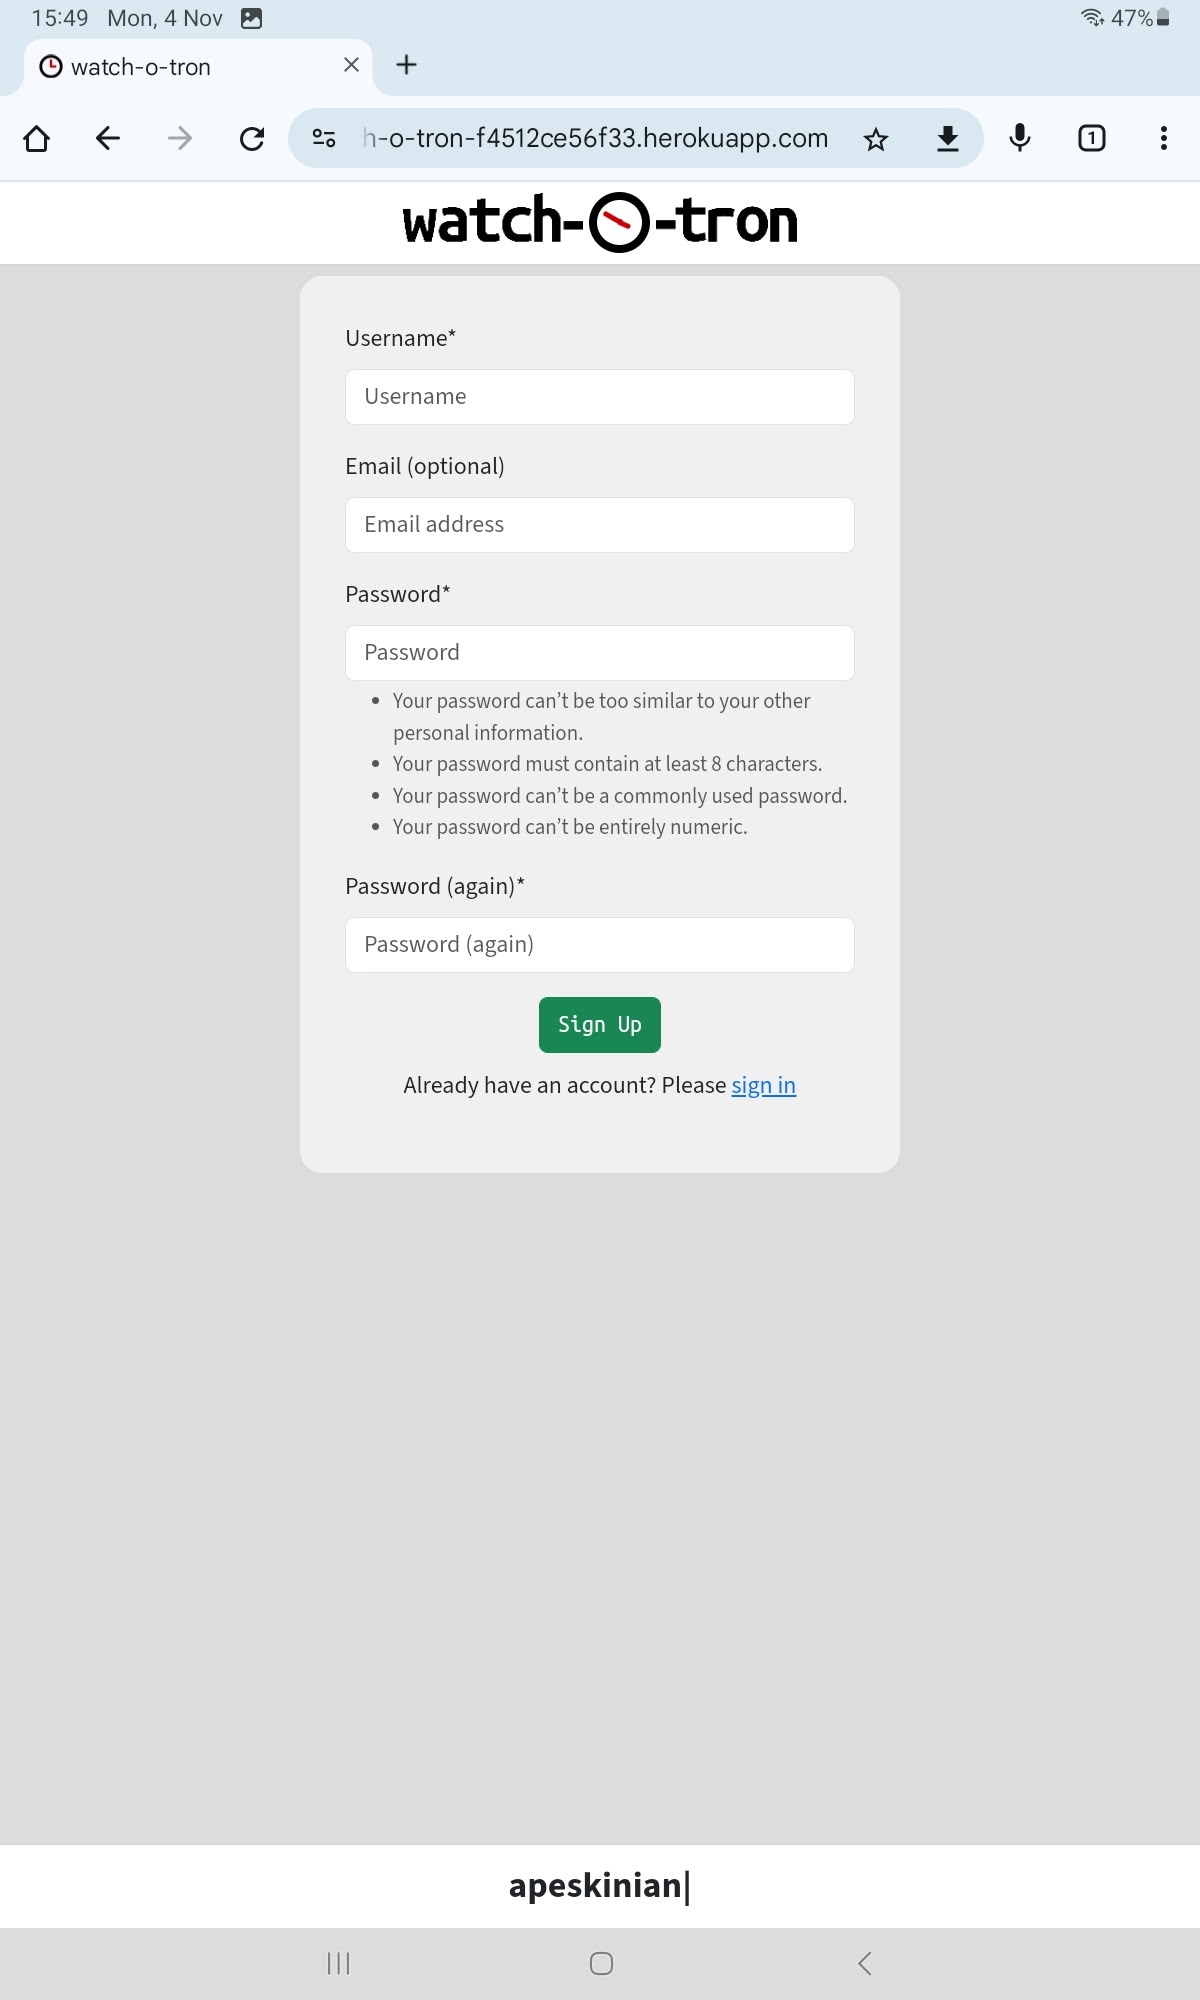 15:49 Mon, 4 Nov 47%
watch-o-tron
h-o-tron-f4512ce56f33.herokuapp.com 1
watch-O-tron
Username*
Username
Email (optional)
Email address
Password*
Password
• Your password can’t be too similar to your other
personal information.
• Your password must contain at least 8 characters.
• Your password can’t be a commonly used password.
• Your password can’t be entirely numeric.
Password (again)*
Password (again)
Sign Up
Already have an account? Please sign in
apeskinian|